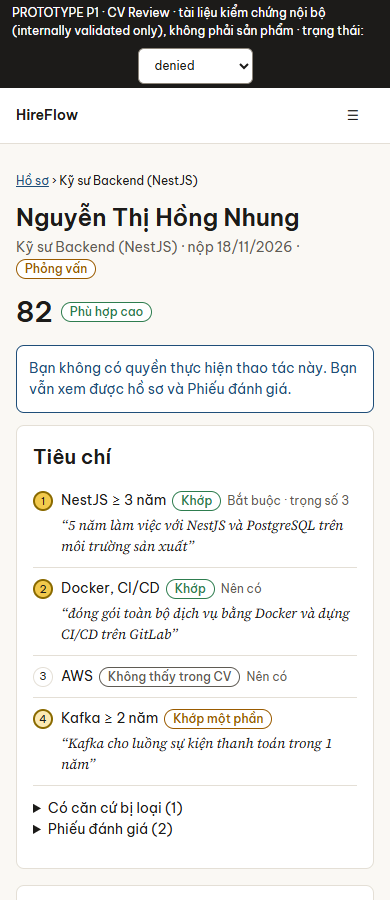 PROTOTYPE P1 · CV Review · tài liệu kiểm chứng nội bộ
(internally validated only), không phải sản phẩm · trạng thái:
denied
HireFlow
☰
Hồ sơ › Kỹ sư Backend (NestJS)
Nguyễn Thị Hồng Nhung
Kỹ sư Backend (NestJS) · nộp 18/11/2026 ·
Phỏng vấn
82 Phù hợp cao
Bạn không có quyền thực hiện thao tác này. Bạn
vẫn xem được hồ sơ và Phiếu đánh giá.
Tiêu chí
1 NestJS ≥ 3 năm Khớp Bắt buộc · trọng số 3
“5 năm làm việc với NestJS và PostgreSQL trên
môi trường sản xuất”
2 Docker, CI/CD Khớp Nên có
“đóng gói toàn bộ dịch vụ bằng Docker và dựng
CI/CD trên GitLab”
3 AWS Không thấy trong CV Nên có
4 Kafka ≥ 2 năm Khớp một phần
“Kafka cho luồng sự kiện thanh toán trong 1
năm”
▶ Có căn cứ bị loại (1)
▶ Phiếu đánh giá (2)